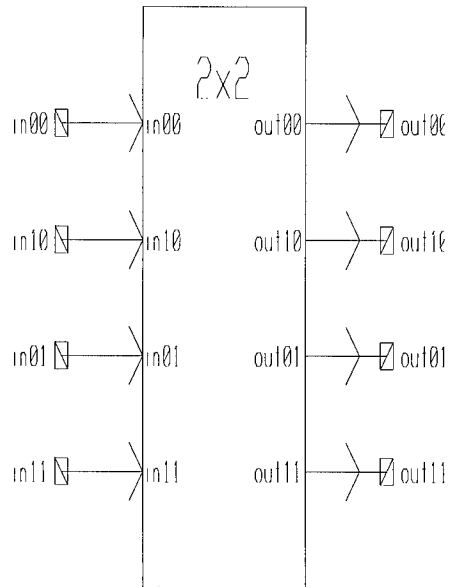 2x2
in00 in00 out00 out00
in10 in10 out10 out10
in01 in01 out01 out01
in11 in11 out11 out11